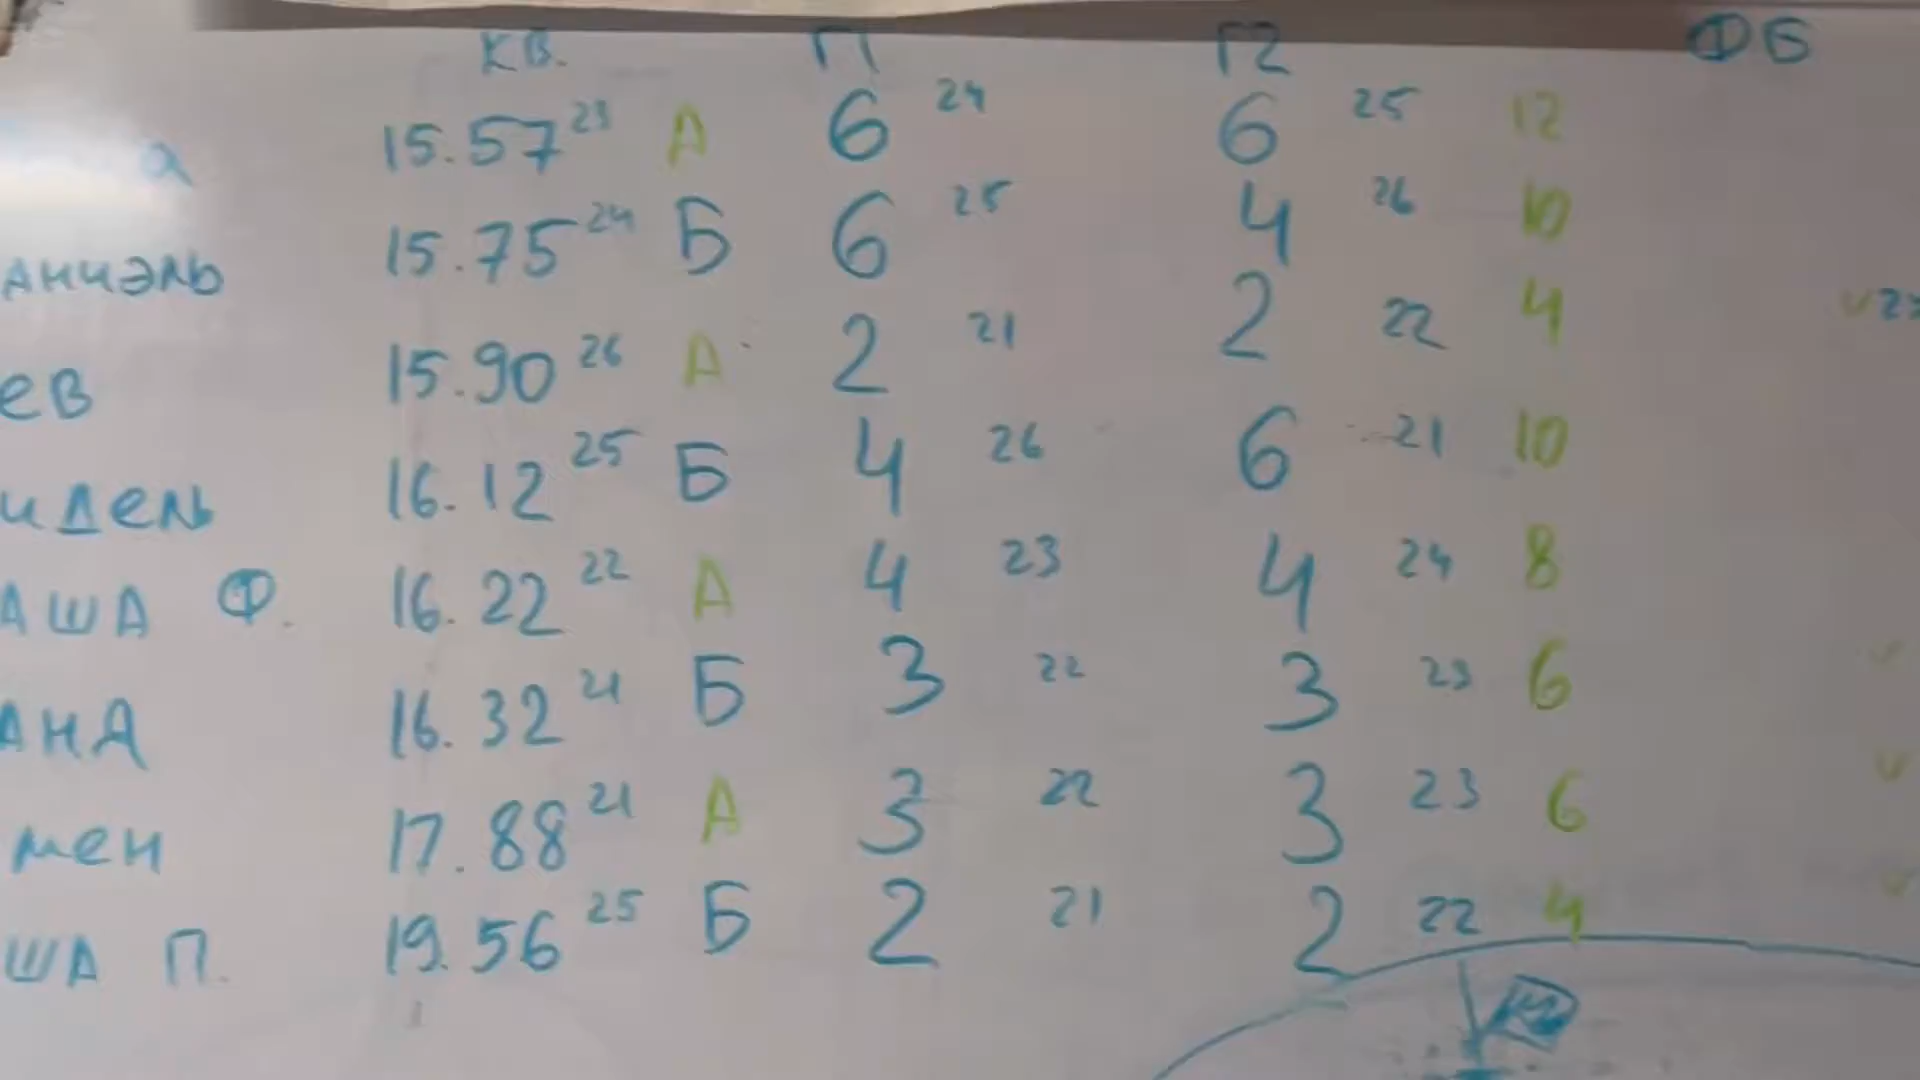 КВ. Г1 Г2 ФБ
а 15.57 23 А 6 24 6 25 12
аниэль 15.75 24 Б 6 25 4 26 10
ев 15.90 26 А 2 21 2 22 4 v
идель 16.12 25 Б 4 26 6 21 10
АША Ф. 16.22 22 А 4 23 4 24 8
АНА 16.32 21 Б 3 22 3 23 6 v
мен 17.88 21 А 3 22 3 23 6 v
ША П. 19.56 25 Б 2 21 2 22 4 v